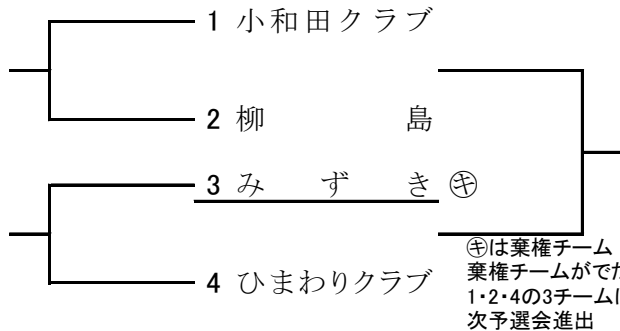 1 小和田クラブ
2 柳島
3 みずき ㋖
4 ひまわりクラブ
㋖は棄権チーム
棄権チームがで
1・2・4の3チーム
次予選会進出